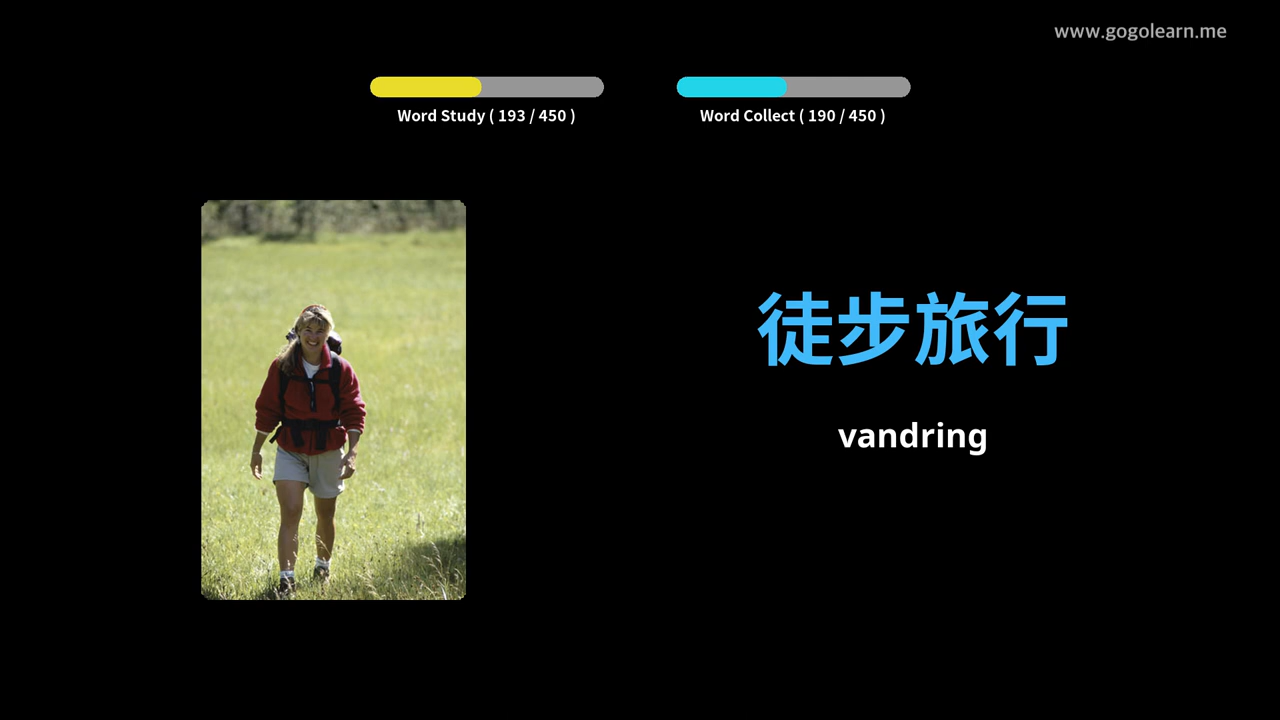 www.gogolearn.me
Word Study ( 193 / 450 )
Word Collect ( 190 / 450 )
徒步旅行
vandring